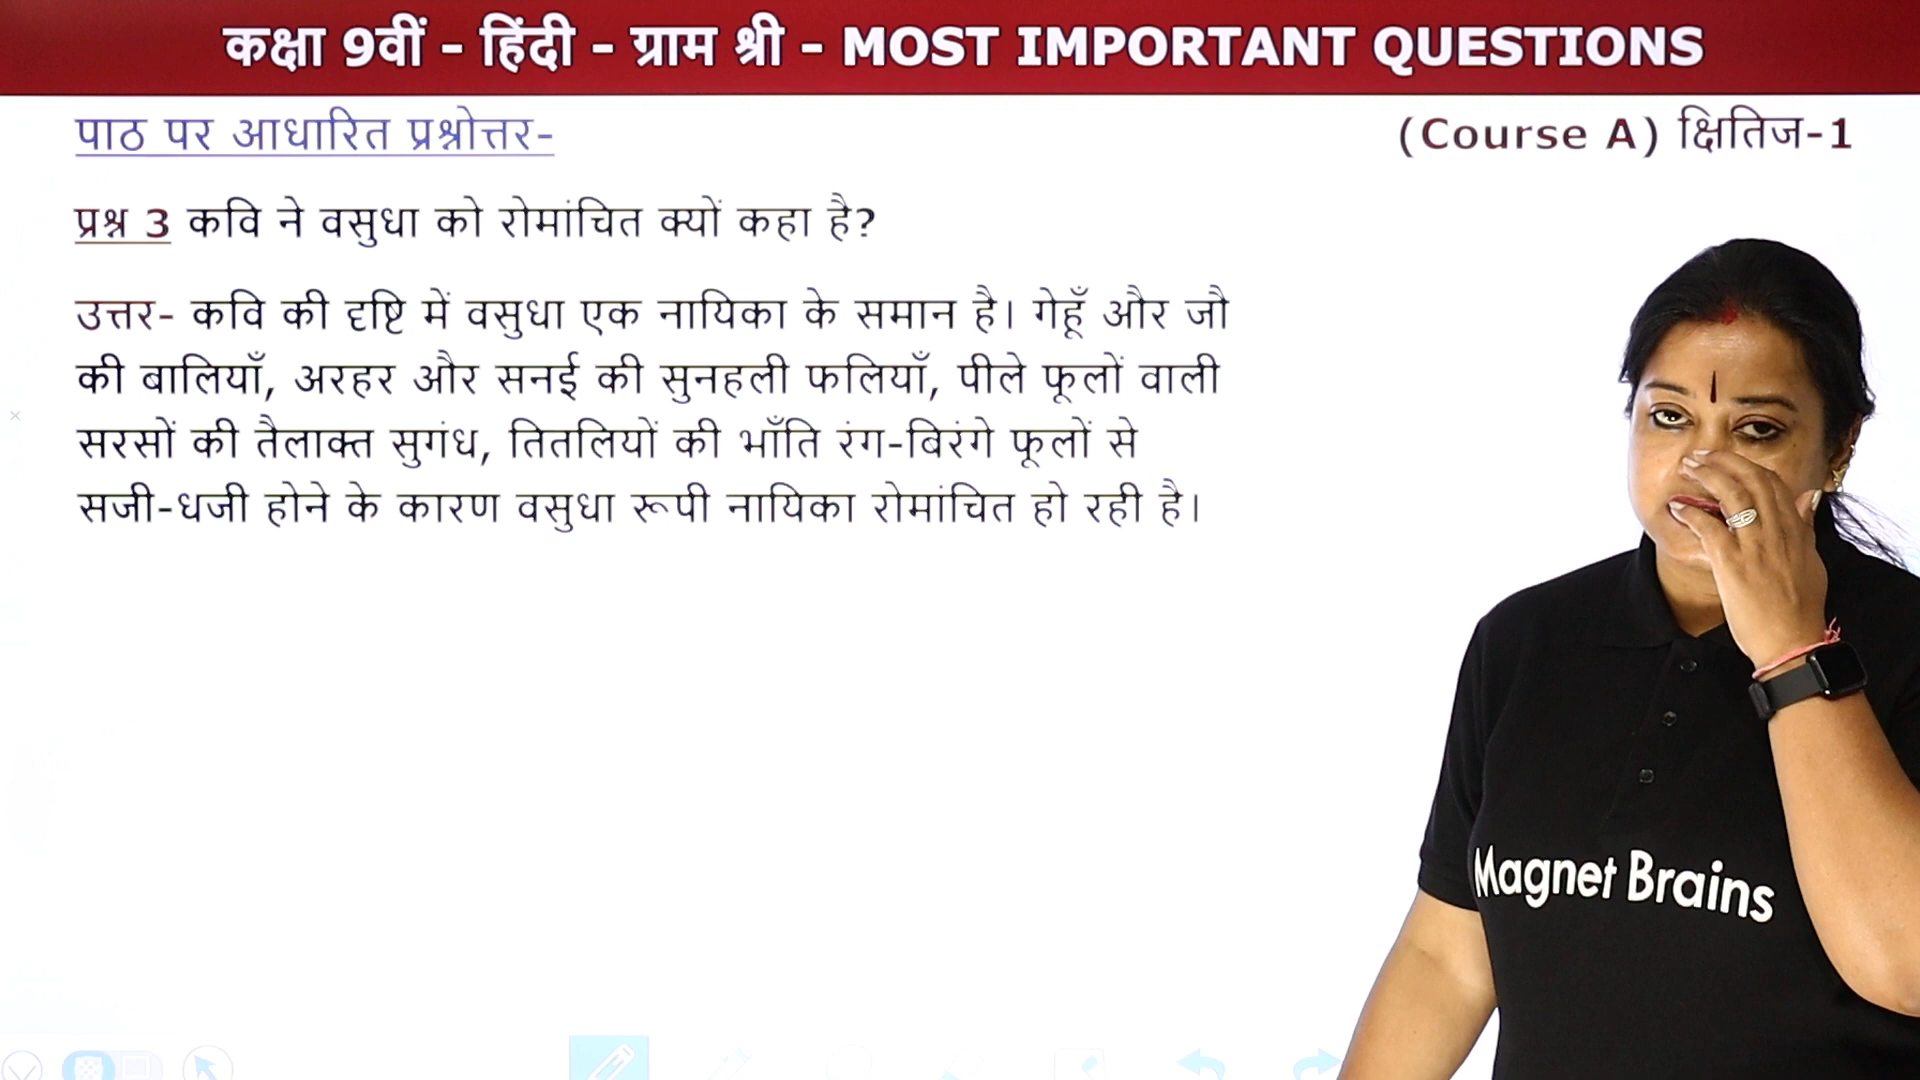 कक्षा 9वीं - हिंदी - ग्राम श्री - MOST IMPORTANT QUESTIONS
पाठ पर आधारित प्रश्नोत्तर-
(Course A) क्षितिज-1
प्रश्न 3 कवि ने वसुधा को रोमांचित क्यों कहा है?
उत्तर- कवि की दृष्टि में वसुधा एक नायिका के समान है। गेहूँ और जौ
की बालियाँ, अरहर और सनई की सुनहली फलियाँ, पीले फूलों वाली
सरसों की तैलाक्त सुगंध, तितलियों की भाँति रंग-बिरंगे फूलों से
सजी-धजी होने के कारण वसुधा रूपी नायिका रोमांचित हो रही है।
Magnet Brains